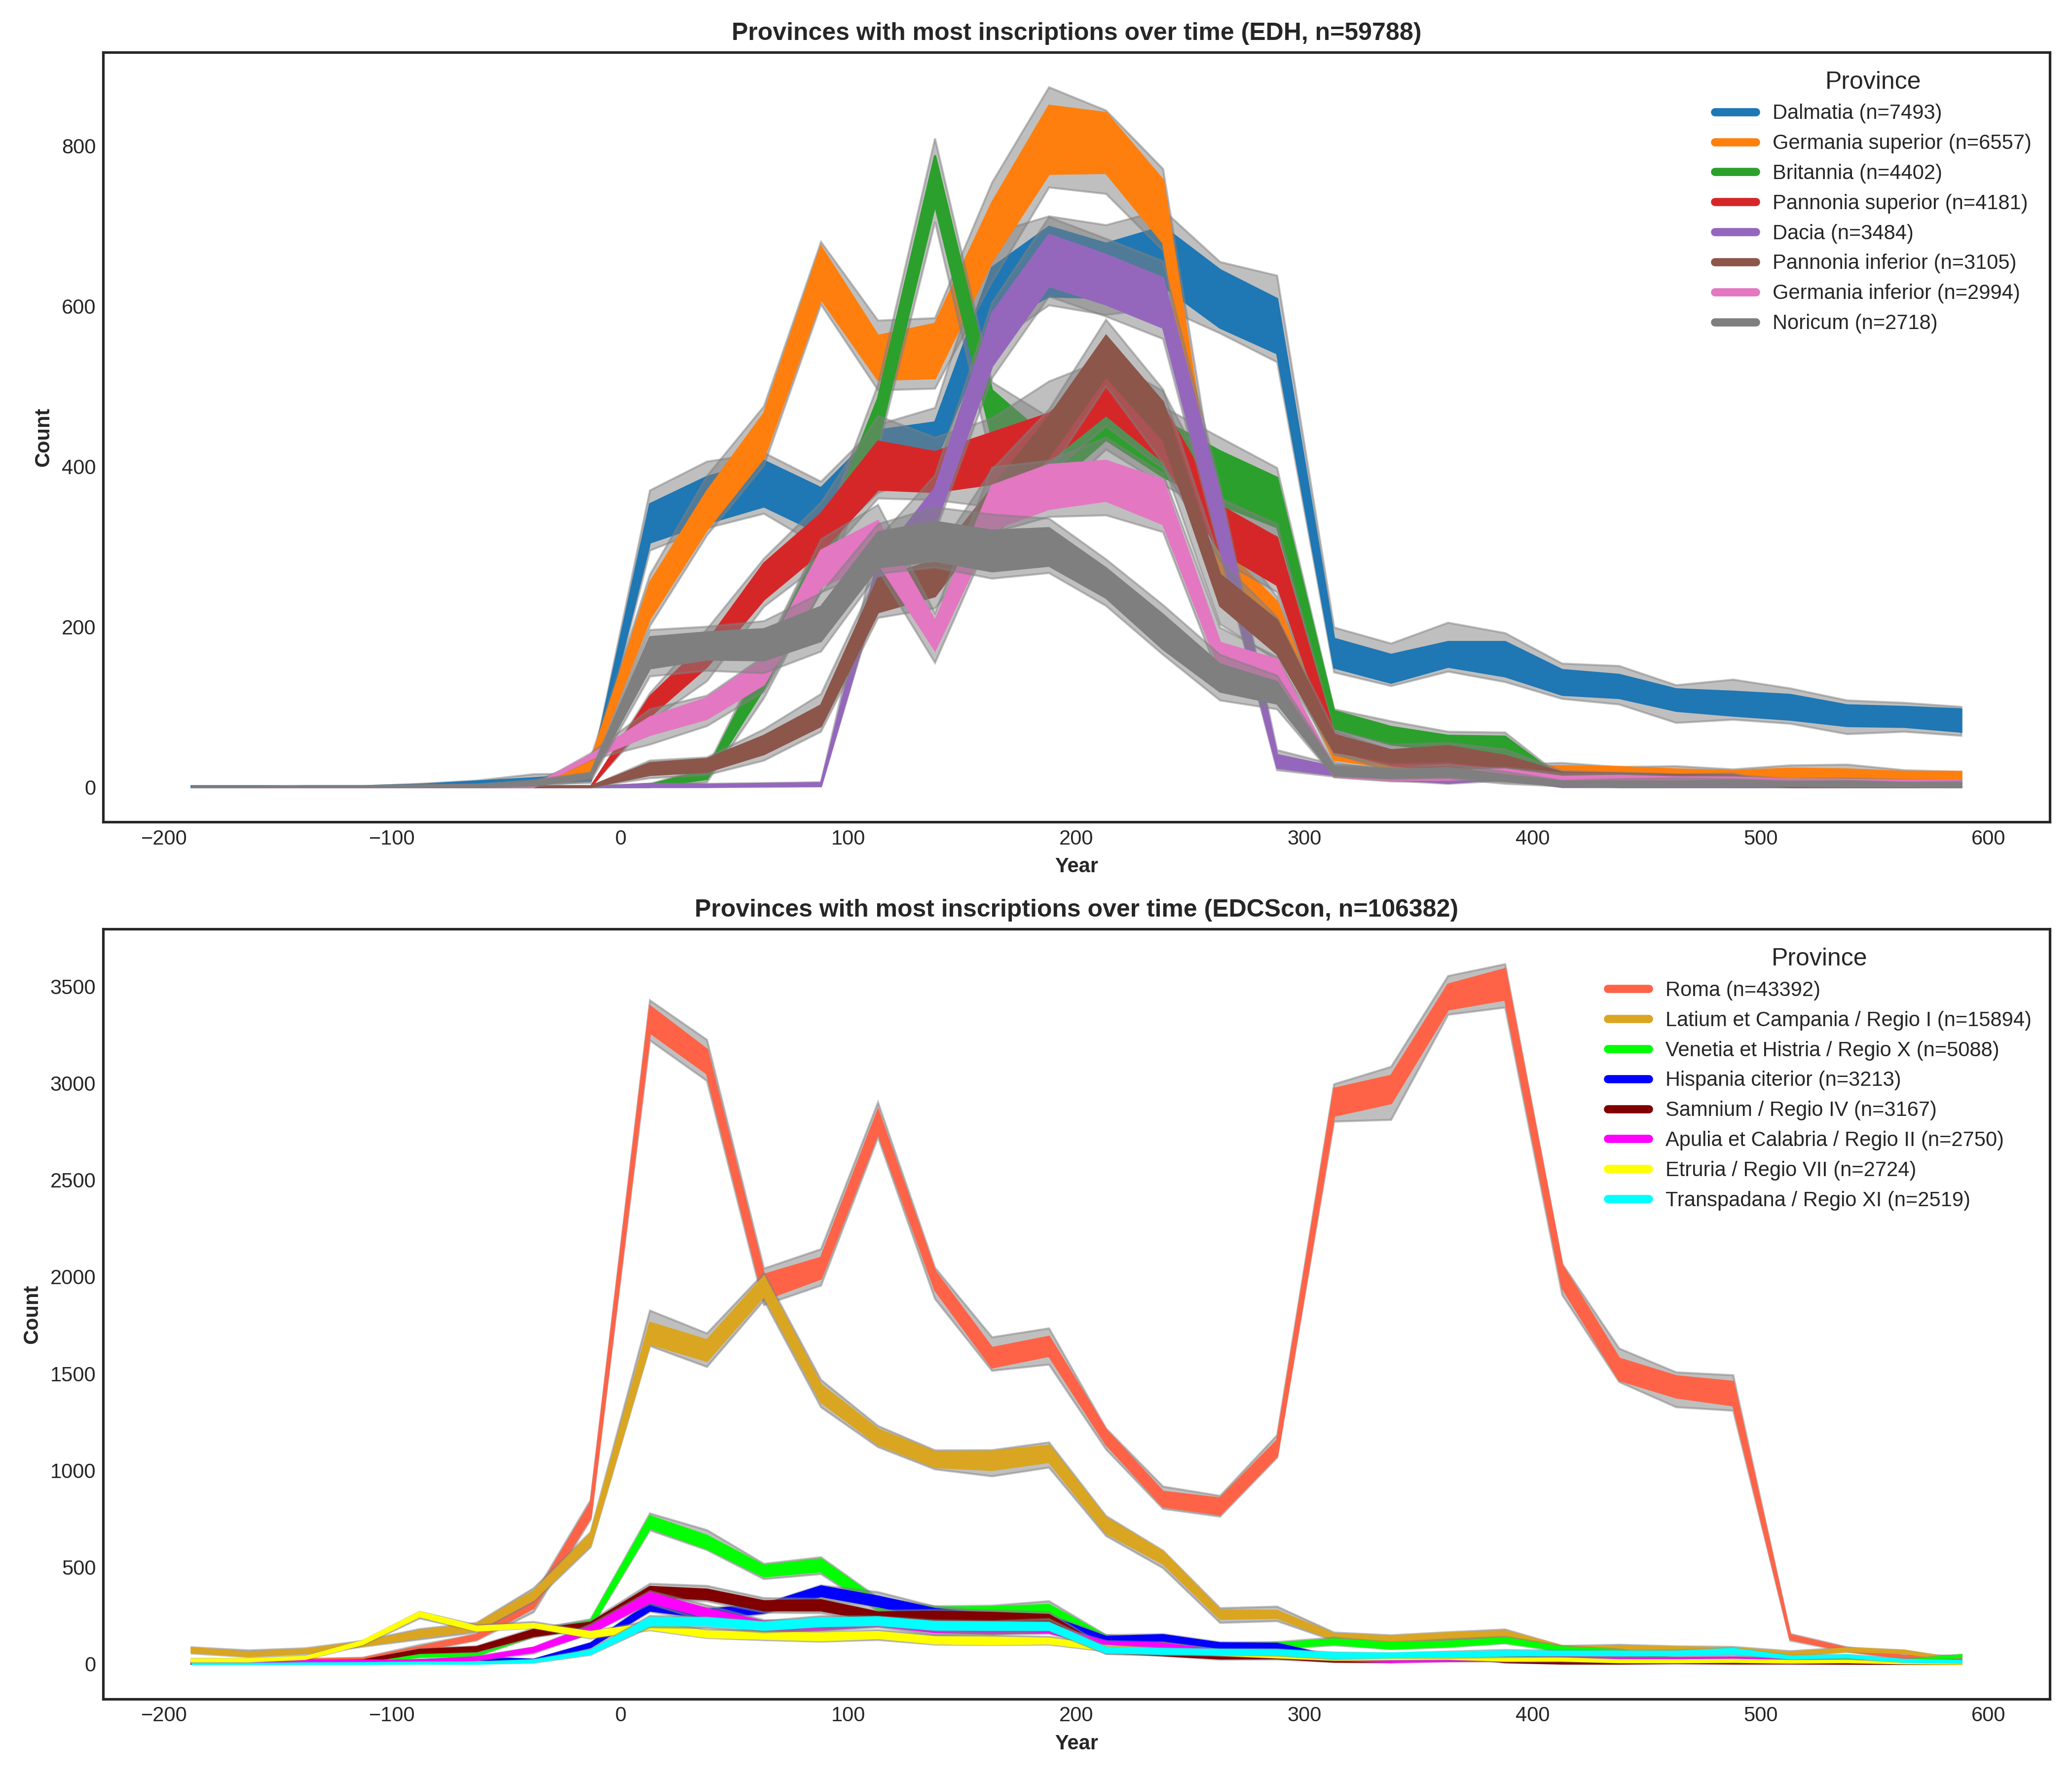 Provinces with most inscriptions over time (EDH, n=59788)
Province
Dalmatia (n=7493)
Germania superior (n=6557)
Britannia (n=4402)
Pannonia superior (n=4181)
Dacia (n=3484)
Pannonia inferior (n=3105)
Germania inferior (n=2994)
Noricum (n=2718)
Count
800
600
400
200
0
−200 −100 0 100 200 300 400 500 600
Year
Provinces with most inscriptions over time (EDCScon, n=106382)
Province
Roma (n=43392)
Latium et Campania / Regio I (n=15894)
Venetia et Histria / Regio X (n=5088)
Hispania citerior (n=3213)
Samnium / Regio IV (n=3167)
Apulia et Calabria / Regio II (n=2750)
Etruria / Regio VII (n=2724)
Transpadana / Regio XI (n=2519)
Count
3500
3000
2500
2000
1500
1000
500
0
−200 −100 0 100 200 300 400 500 600
Year